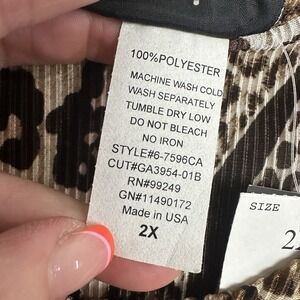 100%POLYESTER
MACHINE WASH COLD
WASH SEPARATELY
TUMBLE DRY LOW
DO NOT BLEACH
NO IRON
STYLE#6-7596CA
CUT#GA3954-01B
RN#99249
GN#11490172
Made in USA
2X
SIZE